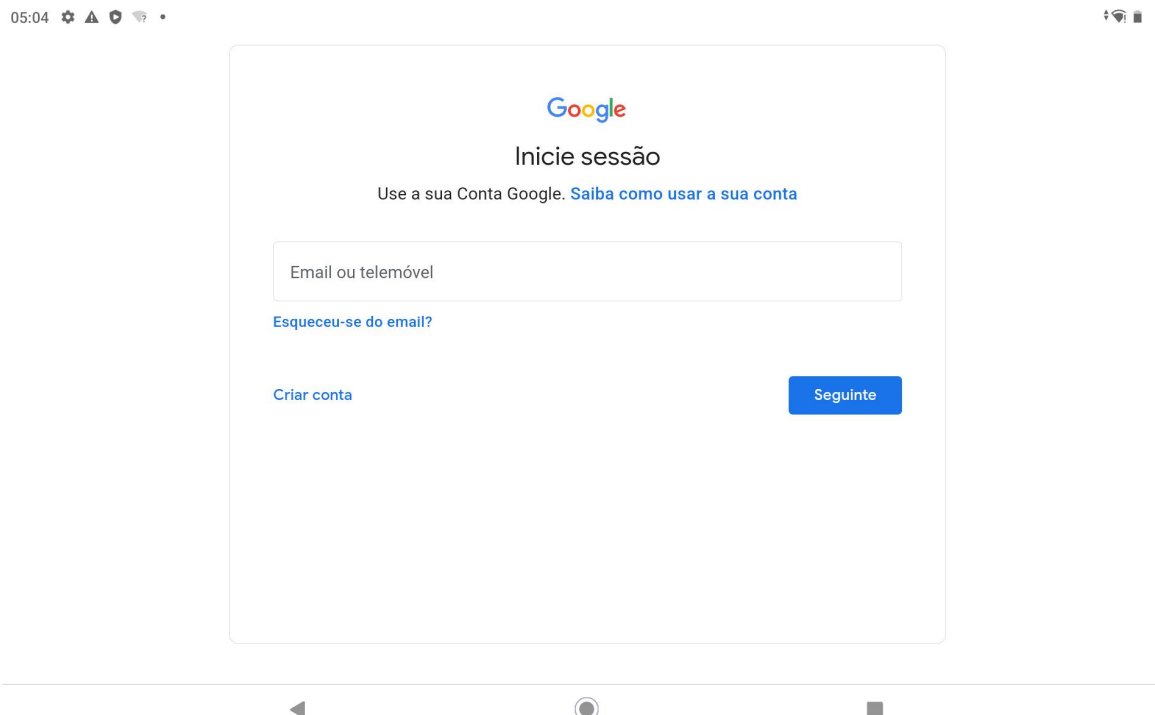 05:04
Google
Inicie sessão
Use a sua Conta Google. Saiba como usar a sua conta
Email ou telemóvel
Esqueceu-se do email?
Criar conta
Seguinte